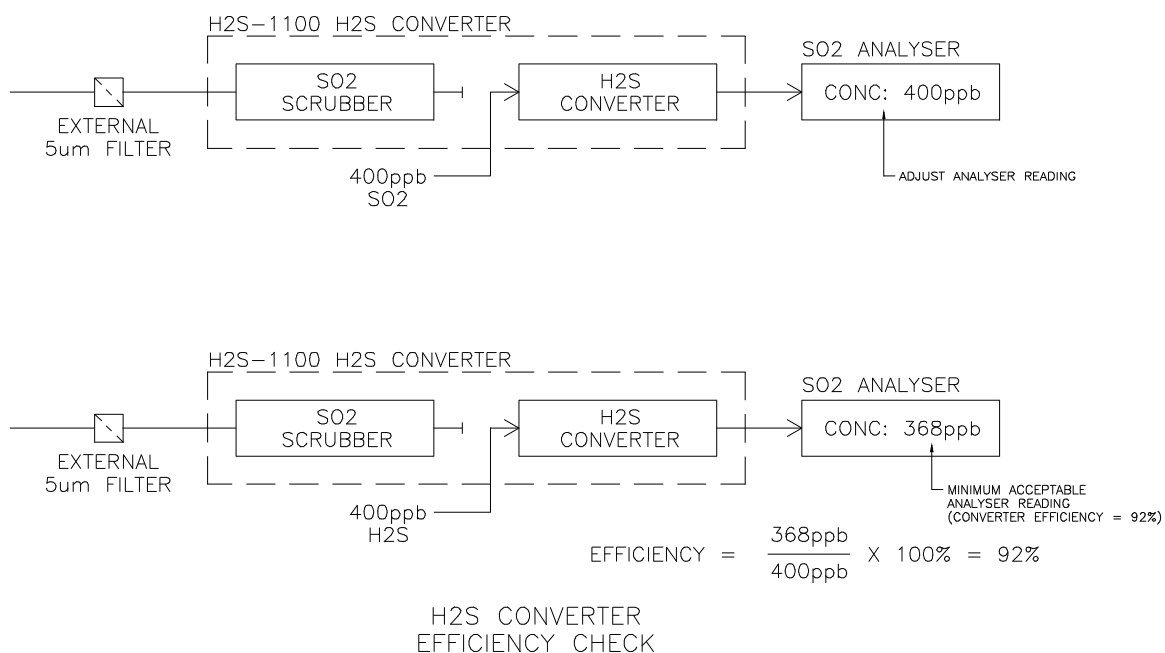 H2S-1100 H2S CONVERTER
SO2 ANALYSER
SO2
SCRUBBER
H2S
CONVERTER
CONC: 400ppb
EXTERNAL
5um FILTER
400ppb
SO2
ADJUST ANALYSER READING
H2S-1100 H2S CONVERTER
SO2 ANALYSER
SO2
SCRUBBER
H2S
CONVERTER
CONC: 368ppb
EXTERNAL
5um FILTER
400ppb
H2S
MINIMUM ACCEPTABLE
ANALYSER READING
(CONVERTER EFFICIENCY = 92%)
EFFICIENCY = 368ppb / 400ppb X 100% = 92%
H2S CONVERTER
EFFICIENCY CHECK